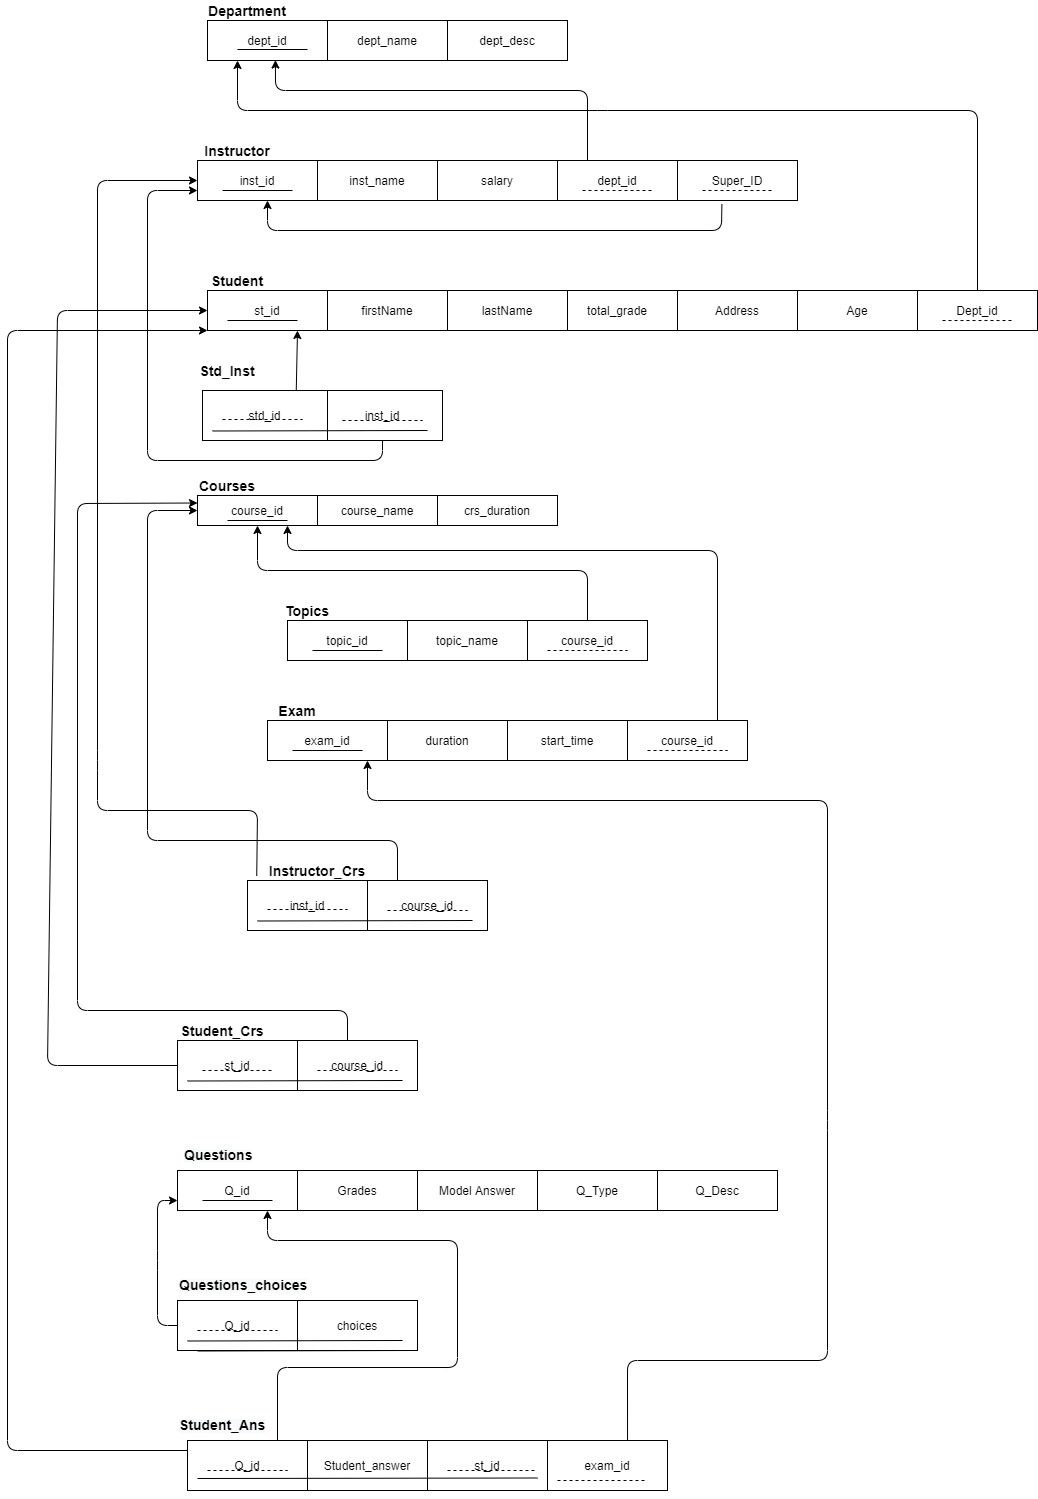 Department
dept_id dept_name dept_desc
Instructor
inst_id inst_name salary dept_id Super_ID
Student
st_id firstName lastName total_grade Address Age Dept_id
Std_Inst
std_id inst_id
Courses
course_id course_name crs_duration
Topics
topic_id topic_name course_id
Exam
exam_id duration start_time course_id
Instructor_Crs
inst_id course_id
Student_Crs
st_id course_id
Questions
Q_id Grades Model Answer Q_Type Q_Desc
Questions_choices
Q_id choices
Student_Ans
Q_id Student_answer st_id exam_id